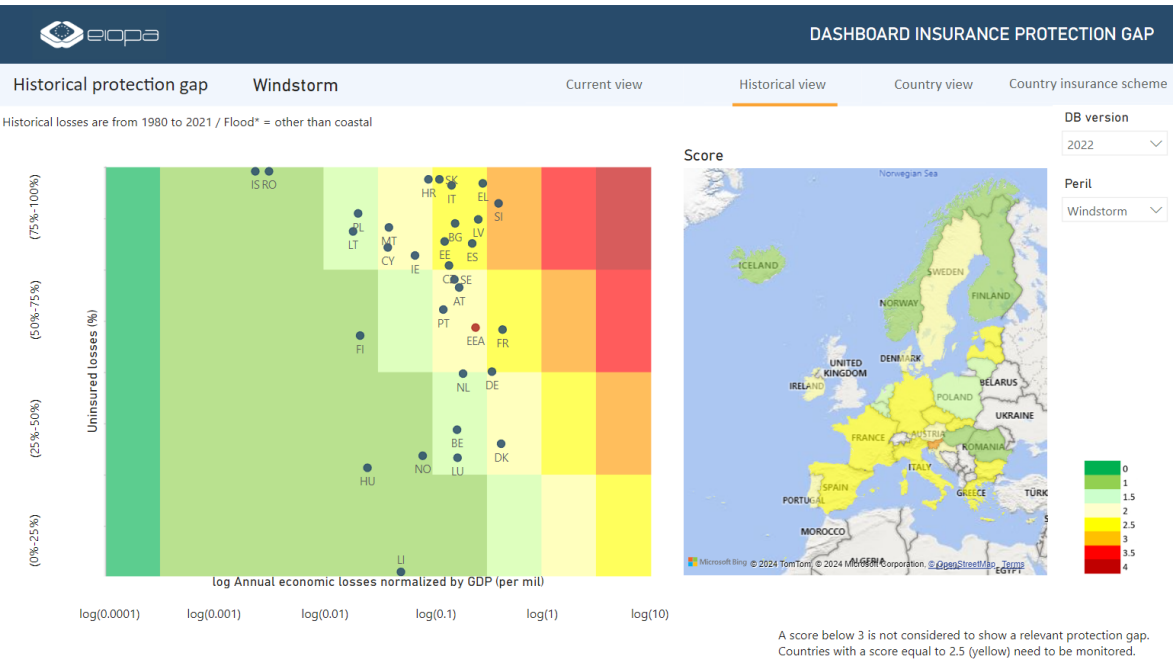 eiopa
DASHBOARD INSURANCE PROTECTION GAP
Historical protection gap
Windstorm
Current view
Historical view
Country view
Country insurance scheme
Historical losses are from 1980 to 2021 / Flood* = other than coastal
DB version
2022
Peril
Windstorm
Uninsured losses (%)
(75%-100%)
(50%-75%)
(25%-50%)
(0%-25%)
IS
RO
HR
SK
IT
EL
SI
PL
LT
MT
CY
IE
BG
LV
EE
ES
SE
AT
PT
EEA
FR
FI
NL
DE
BE
DK
NO
LU
HU
LI
log Annual economic losses normalized by GDP (per mil)
log(0.0001)
log(0.001)
log(0.01)
log(0.1)
log(1)
log(10)
Score
Norwegian Sea
ICELAND
SWEDEN
FINLAND
NORWAY
DENMARK
UNITED
KINGDOM
IRELAND
BELARUS
POLAND
UKRAINE
FRANCE
AUSTRIA
ROMANIA
ITALY
SPAIN
PORTUGAL
GREECE
TÜRK
MOROCCO
ALGERIA
EGYPT
Microsoft Bing
© 2024 TomTom, © 2024 Microsoft Corporation, © OpenStreetMap Terms
0
1
1.5
2
2.5
3
3.5
4
A score below 3 is not considered to show a relevant protection gap.
Countries with a score equal to 2.5 (yellow) need to be monitored.